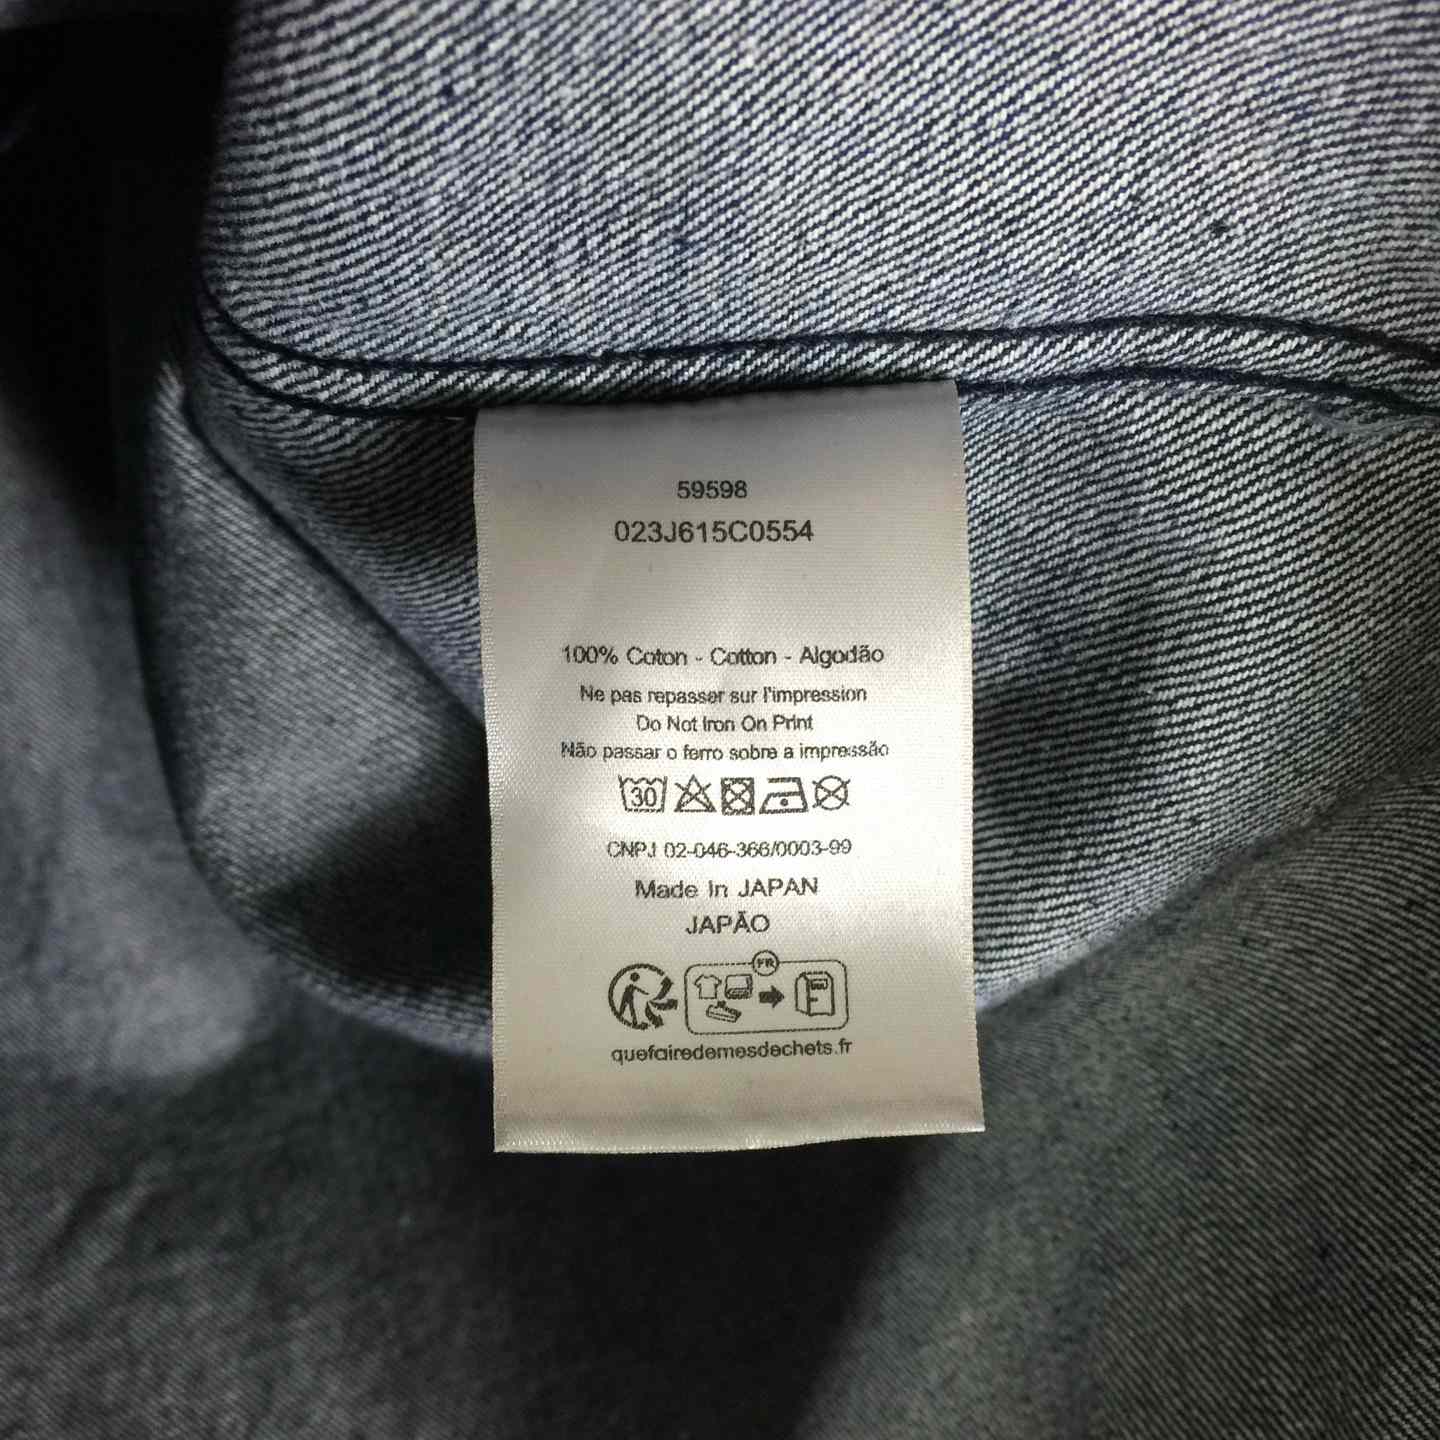 59598
023J615C0554
100% Coton - Cotton - Algodão
Ne pas repasser sur l'impression
Do Not Iron On Print
Não passar o ferro sobre a impressão
30
CNPJ 02-046-366/0003-99
Made In JAPAN
JAPÃO
FR
quefairedemesdechets.fr